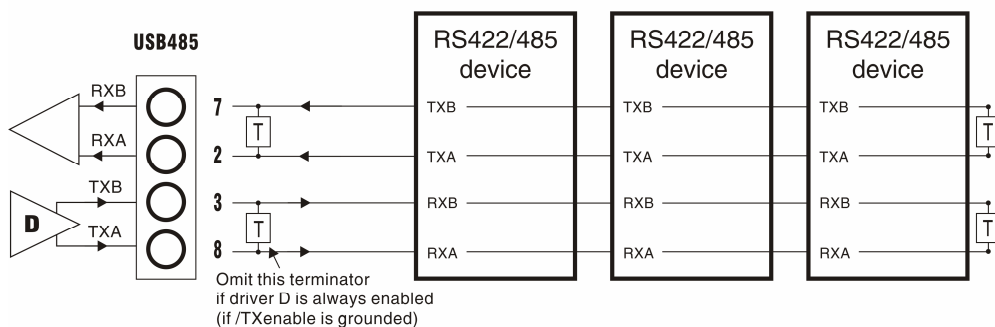 USB485
RS422/485
device
RS422/485
device
RS422/485
device
RXB
7
TXB
TXB
TXB
T
T
RXA
2
TXA
TXA
TXA
TXB
3
RXB
RXB
RXB
D
T
T
TXA
8
RXA
RXA
RXA
Omit this terminator
if driver D is always enabled
(if /TXenable is grounded)